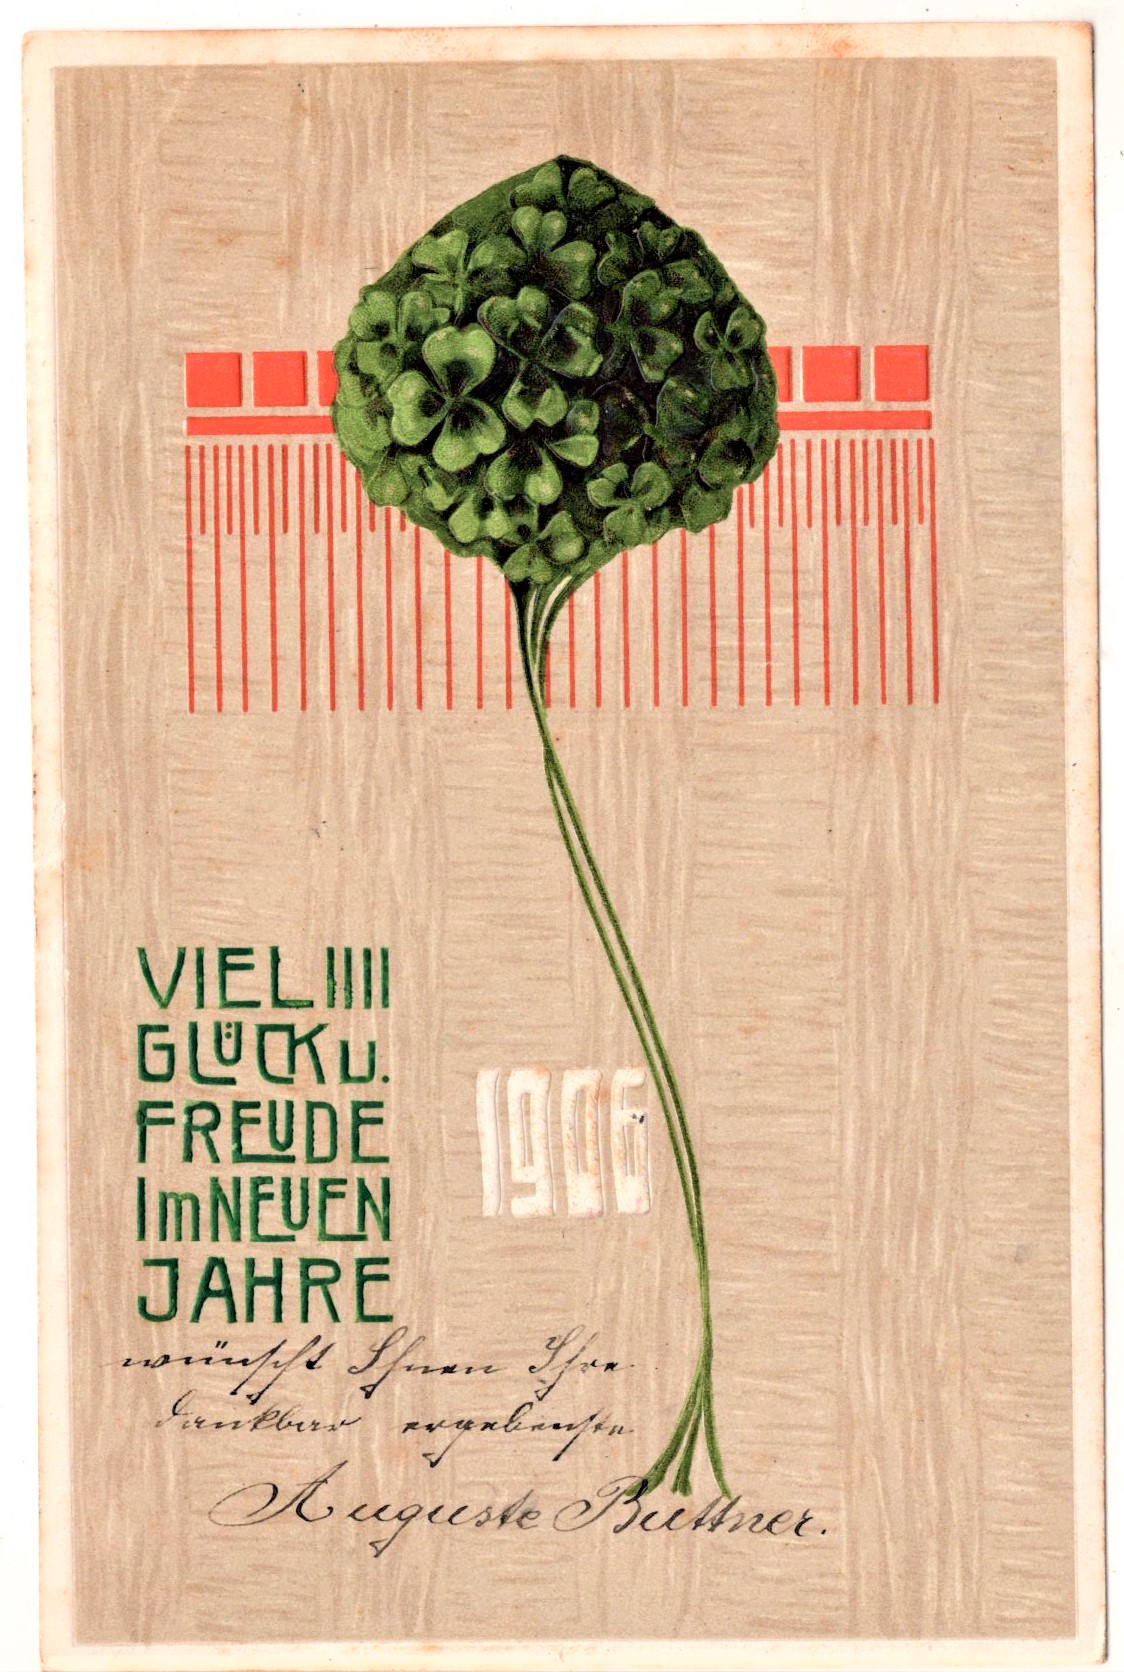 VIEL
GLÜCK u.
FREUDE
Im NEUEN
JAHRE
1906
wünscht Ihnen Ihre
dankbar ergebenste
Auguste Buttner.